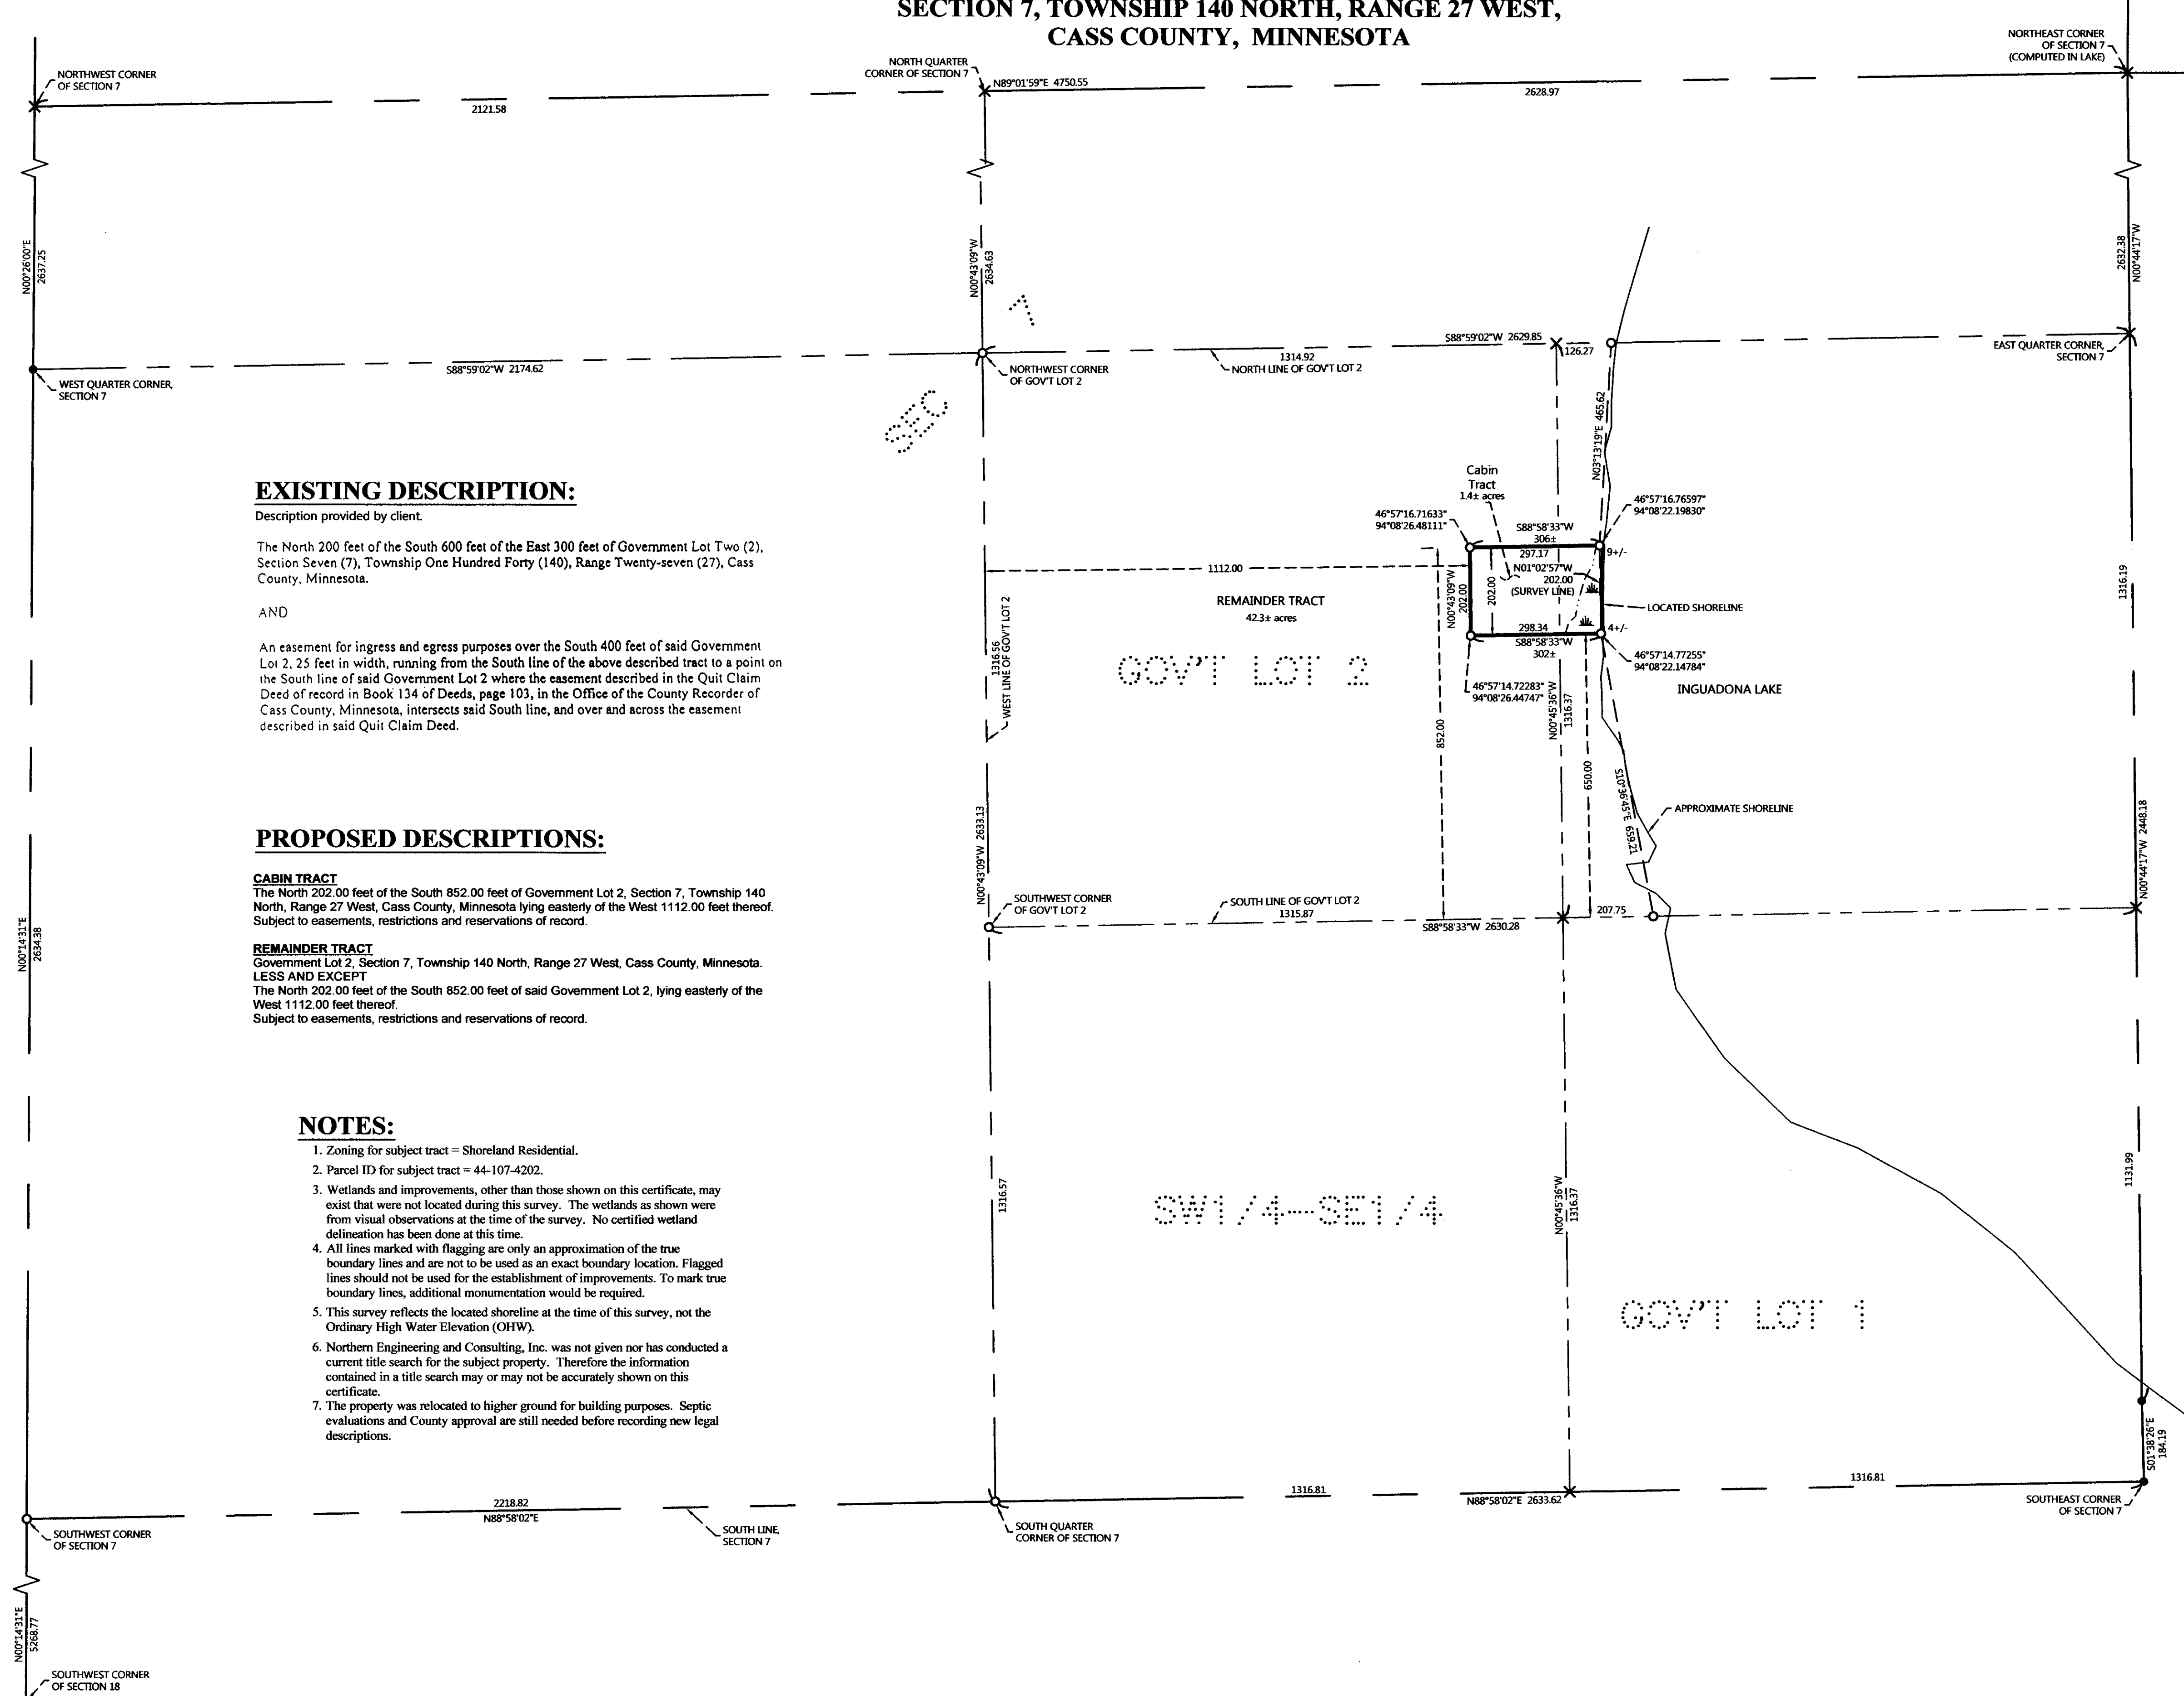 SECTION 7, TOWNSHIP 140 NORTH, RANGE 27 WEST,
CASS COUNTY, MINNESOTA
NORTHWEST CORNER
OF SECTION 7
NORTH QUARTER
CORNER OF SECTION 7
NORTHEAST CORNER
OF SECTION 7
(COMPUTED IN LAKE)
N89°01'59"E 4750.55
2121.58
2628.97
N00°26'00"E
2637.25
N00°43'09"W
2634.63
2632.38
N00°44'17"W
SEC
7
WEST QUARTER CORNER,
SECTION 7
S88°59'02"W 2174.62
NORTHWEST CORNER
OF GOV'T LOT 2
1314.92
NORTH LINE OF GOV'T LOT 2
S88°59'02"W 2629.85
126.27
EAST QUARTER CORNER,
SECTION 7
N03°13'19"E 465.62
Cabin
Tract
1.4± acres
46°57'16.71633"
94°08'26.48111"
46°57'16.76597"
94°08'22.19830"
S88°58'33"W
306±
297.17
9+/-
N01°02'57"W
202.00
(SURVEY LINE)
N00°43'09"W
202.00
202.00
298.34
S88°58'33"W
302±
4+/-
LOCATED SHORELINE
46°57'14.77255"
94°08'22.14784"
46°57'14.72283"
94°08'26.44747"
1112.00
REMAINDER TRACT
42.3± acres
GOV'T LOT 2
INGUADONA LAKE
1316.56
WEST LINE OF GOV'T LOT 2
852.00
N00°45'36"W
1316.37
650.00
S10°36'45"E 659.21
APPROXIMATE SHORELINE
1316.19
EXISTING DESCRIPTION:
Description provided by client.
The North 200 feet of the South 600 feet of the East 300 feet of Government Lot Two (2),
Section Seven (7), Township One Hundred Forty (140), Range Twenty-seven (27), Cass
County, Minnesota.
AND
An easement for ingress and egress purposes over the South 400 feet of said Government
Lot 2, 25 feet in width, running from the South line of the above described tract to a point on
the South line of said Government Lot 2 where the easement described in the Quit Claim
Deed of record in Book 134 of Deeds, page 103, in the Office of the County Recorder of
Cass County, Minnesota, intersects said South line, and over and across the easement
described in said Quit Claim Deed.
PROPOSED DESCRIPTIONS:
CABIN TRACT
The North 202.00 feet of the South 852.00 feet of Government Lot 2, Section 7, Township 140
North, Range 27 West, Cass County, Minnesota lying easterly of the West 1112.00 feet thereof.
Subject to easements, restrictions and reservations of record.
REMAINDER TRACT
Government Lot 2, Section 7, Township 140 North, Range 27 West, Cass County, Minnesota.
LESS AND EXCEPT
The North 202.00 feet of the South 852.00 feet of said Government Lot 2, lying easterly of the
West 1112.00 feet thereof.
Subject to easements, restrictions and reservations of record.
N00°43'09"W 2633.13
SOUTHWEST CORNER
OF GOV'T LOT 2
SOUTH LINE OF GOV'T LOT 2
1315.87
S88°58'33"W 2630.28
207.75
N00°44'17"W 2448.18
N00°14'31"E
2634.38
NOTES:
1. Zoning for subject tract = Shoreland Residential.
2. Parcel ID for subject tract = 44-107-4202.
3. Wetlands and improvements, other than those shown on this certificate, may
exist that were not located during this survey. The wetlands as shown were
from visual observations at the time of the survey. No certified wetland
delineation has been done at this time.
4. All lines marked with flagging are only an approximation of the true
boundary lines and are not to be used as an exact boundary location. Flagged
lines should not be used for the establishment of improvements. To mark true
boundary lines, additional monumentation would be required.
5. This survey reflects the located shoreline at the time of this survey, not the
Ordinary High Water Elevation (OHW).
6. Northern Engineering and Consulting, Inc. was not given nor has conducted a
current title search for the subject property. Therefore the information
contained in a title search may or may not be accurately shown on this
certificate.
7. The property was relocated to higher ground for building purposes. Septic
evaluations and County approval are still needed before recording new legal
descriptions.
1316.57
SW1/4-SE1/4
N00°45'36"W
1316.37
1131.99
GOV'T LOT 1
S01°38'26"E
184.19
2218.82
N88°58'02"E
SOUTH LINE,
SECTION 7
SOUTHWEST CORNER
OF SECTION 7
SOUTH QUARTER
CORNER OF SECTION 7
1316.81
N88°58'02"E 2633.62
1316.81
SOUTHEAST CORNER
OF SECTION 7
N00°14'31"E
5268.77
SOUTHWEST CORNER
OF SECTION 18